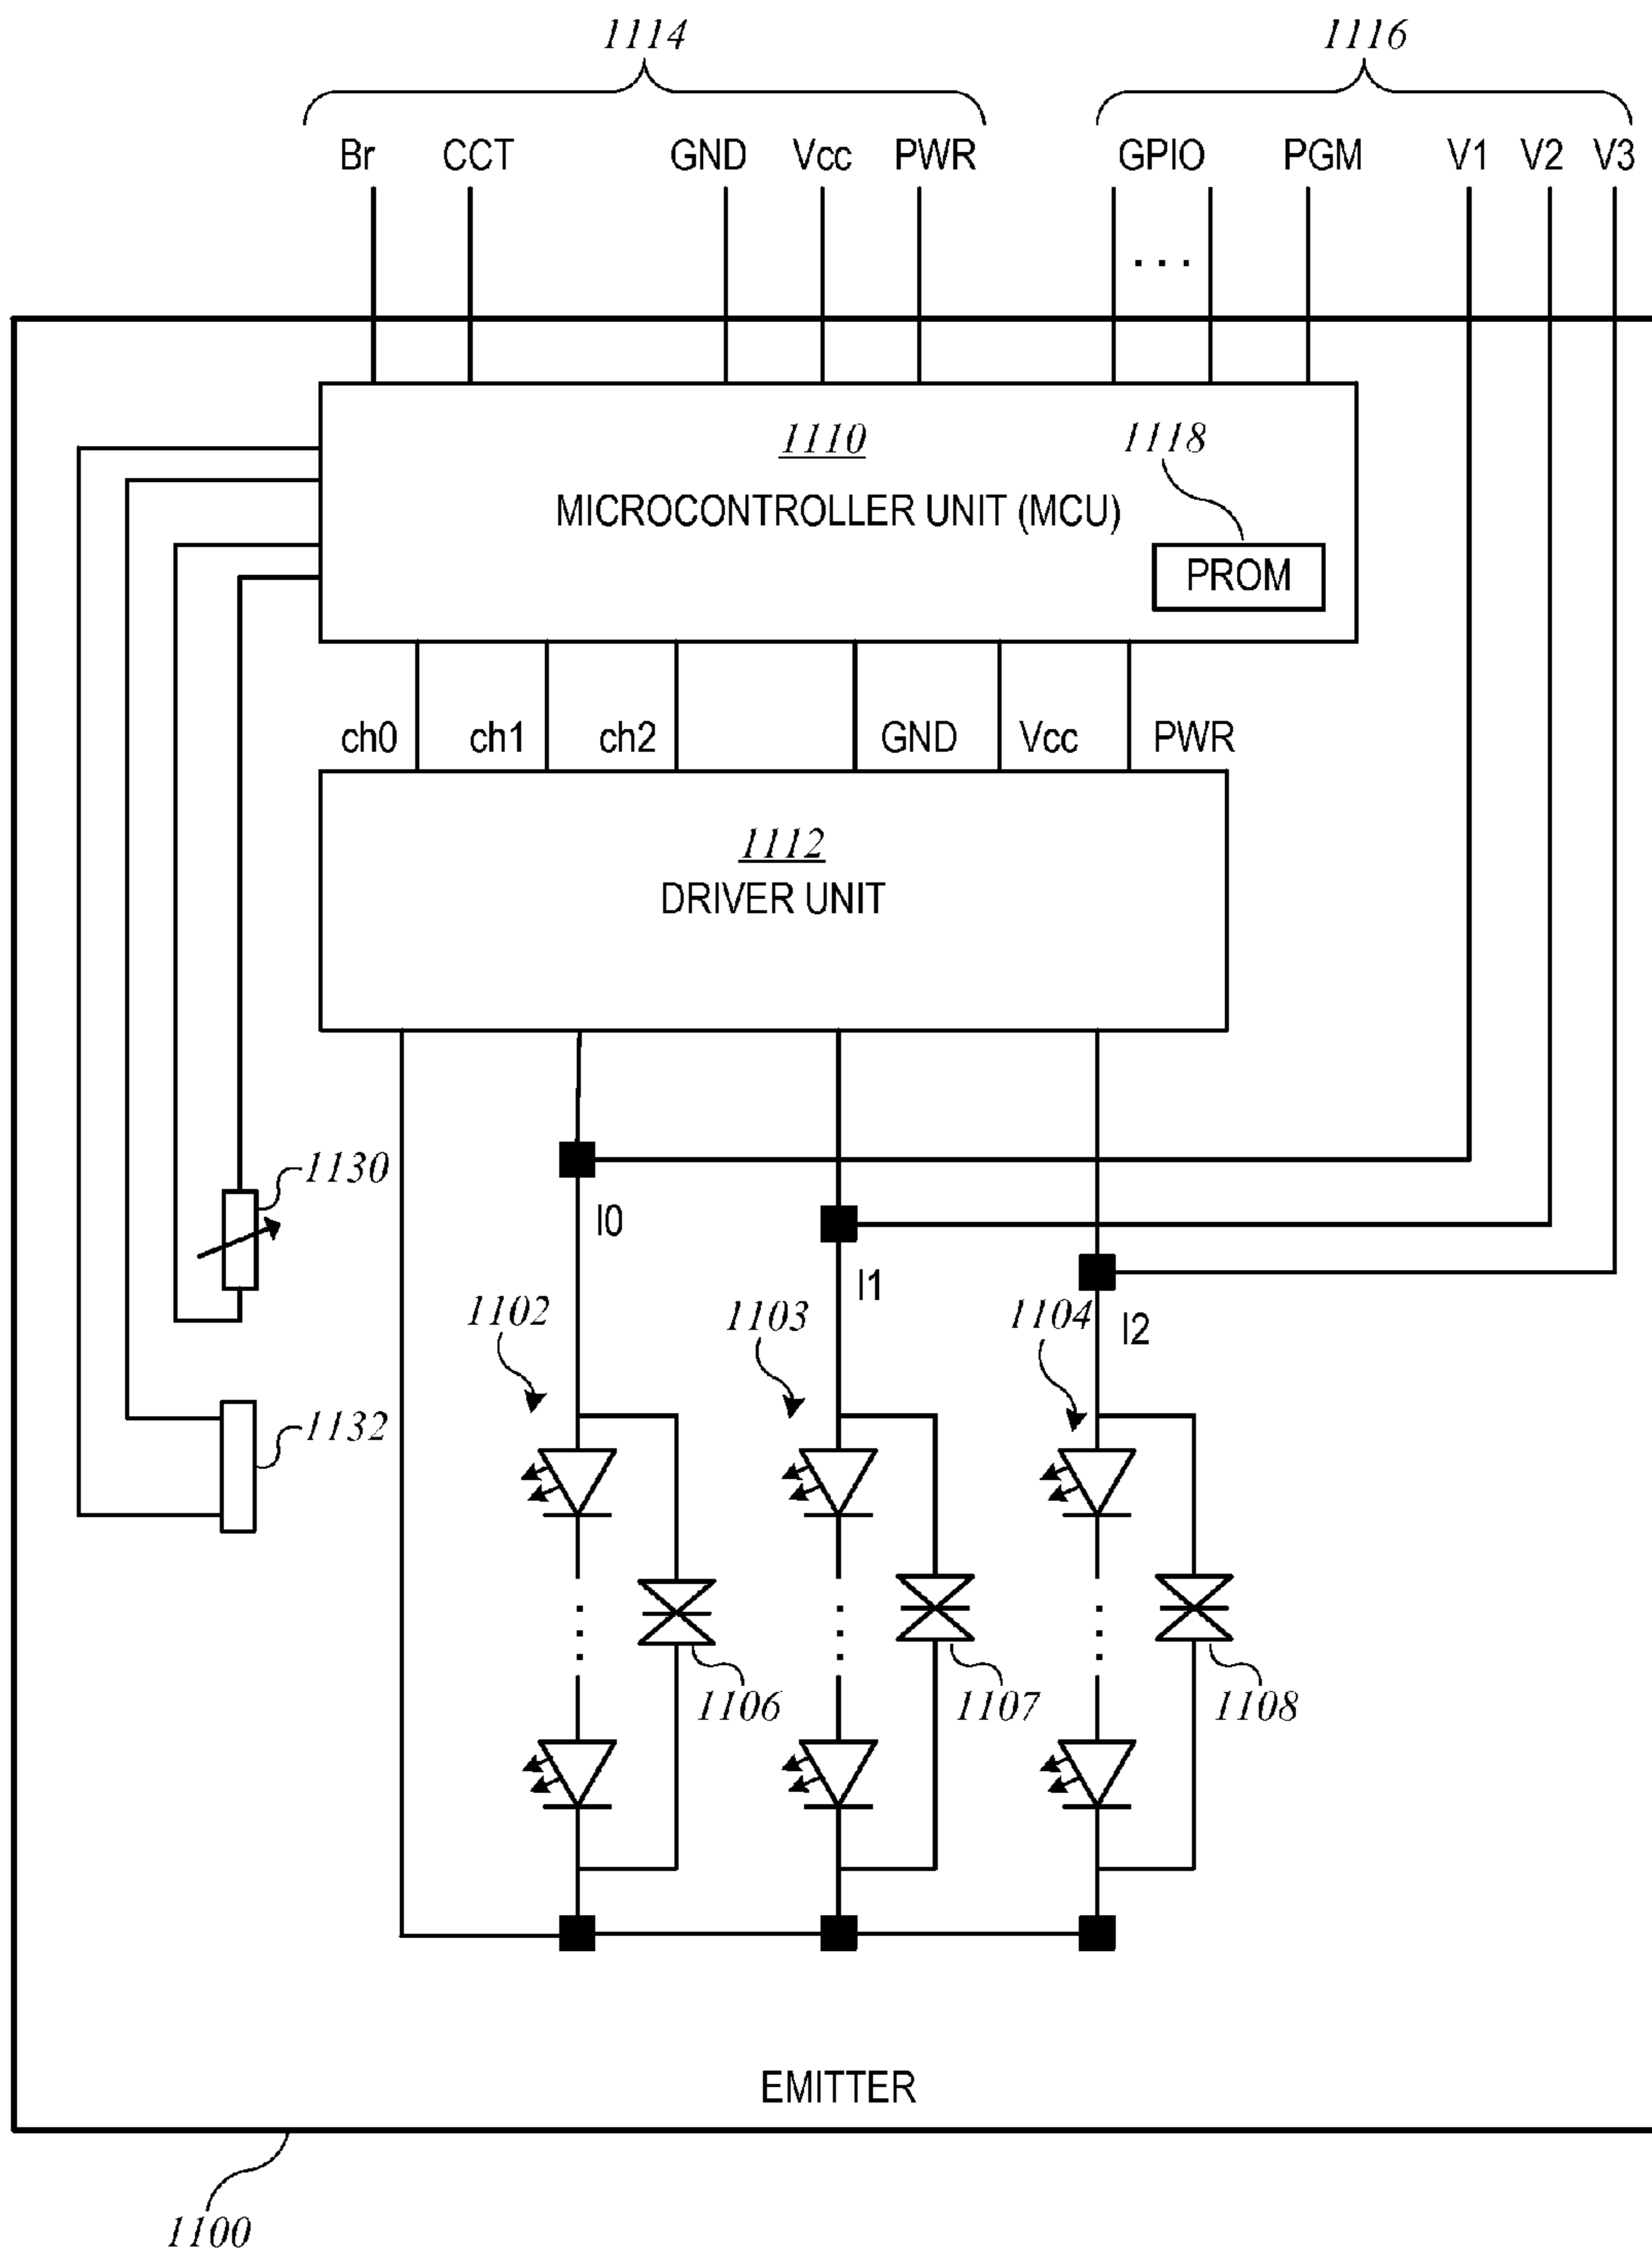 1114 1116
Br CCT GND Vcc PWR GPIO PGM V1 V2 V3
...
1110 1118
MICROCONTROLLER UNIT (MCU)
PROM
ch0 ch1 ch2 GND Vcc PWR
1112
DRIVER UNIT
1130
I0
I1
1102 1103 1104 I2
1132
1106 1107 1108
EMITTER
1100